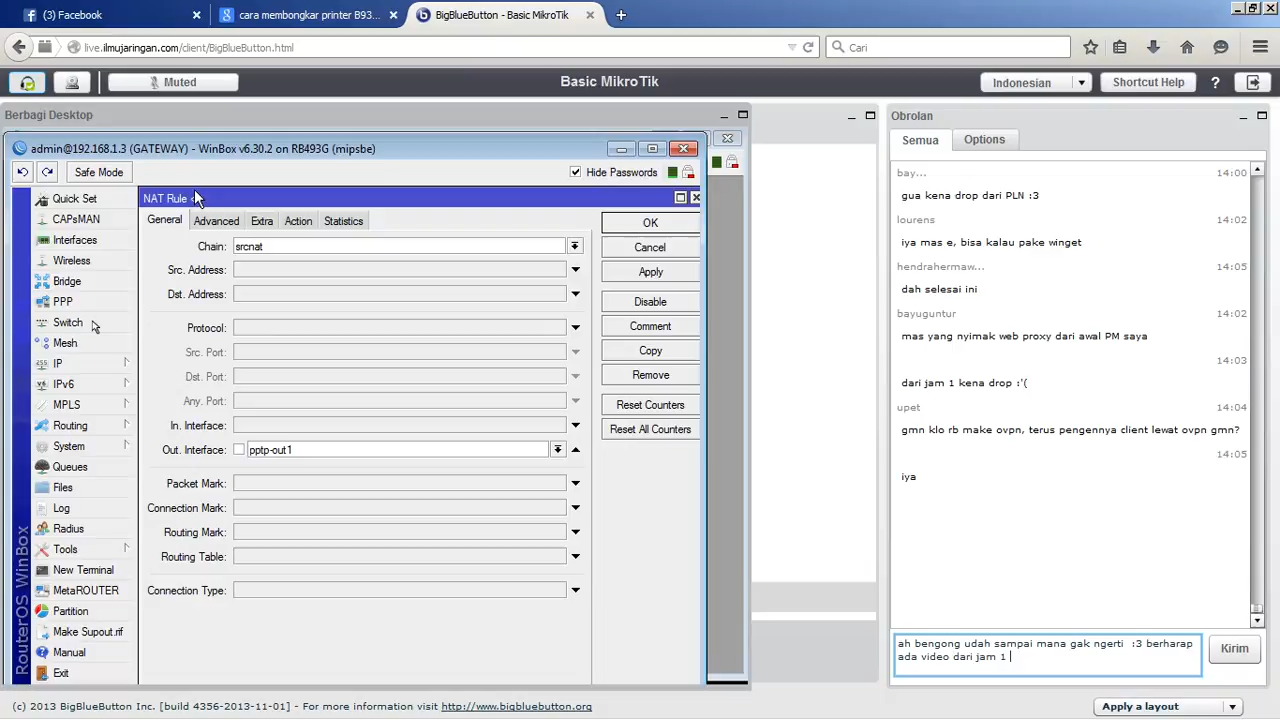 Facebook
cara membongkar printer B93...
BigBlueButton - Basic MikroTik
live.ilmujaringan.com/client/BigBlueButton.html
Cari
Muted
Basic MikroTik
Indonesian
Shortcut Help
?
Berbagi Desktop
admin@192.168.1.3 (GATEWAY) - WinBox v6.30.2 on RB493G (mipsbe)
Safe Mode
Hide Passwords
RouterOS WinBox
Quick Set
CAPsMAN
Interfaces
Wireless
Bridge
PPP
Switch
Mesh
IP
IPv6
MPLS
Routing
System
Queues
Files
Log
Radius
Tools
New Terminal
MetaROUTER
Partition
Make Supout.rif
Manual
Exit
NAT Rule
General
Advanced
Extra
Action
Statistics
Chain: srcnat
Src. Address:
Dst. Address:
Protocol:
Src. Port:
Dst. Port:
Any. Port:
In. Interface:
Out. Interface: pptp-out1
Packet Mark:
Connection Mark:
Routing Mark:
Routing Table:
Connection Type:
OK
Cancel
Apply
Disable
Comment
Copy
Remove
Reset Counters
Reset All Counters
Obrolan
Semua
Options
bay... 14:00
gua kena drop dari PLN :3
lourens 14:02
iya mas e, bisa kalau pake winget
hendrahermaw... 14:05
dah selesai ini
bayuguntur 14:02
mas yang nyimak web proxy dari awal PM saya
14:03
dari jam 1 kena drop :'(
upet 14:04
gmn klo rb make ovpn, terus pengennya client lewat ovpn gmn?
14:05
iya
ah bengong udah sampai mana gak ngerti :3 berharap
ada video dari jam 1
Kirim
(c) 2013 BigBlueButton Inc. [build 4356-2013-11-01] - For more information visit http://www.bigbluebutton.org
Apply a layout